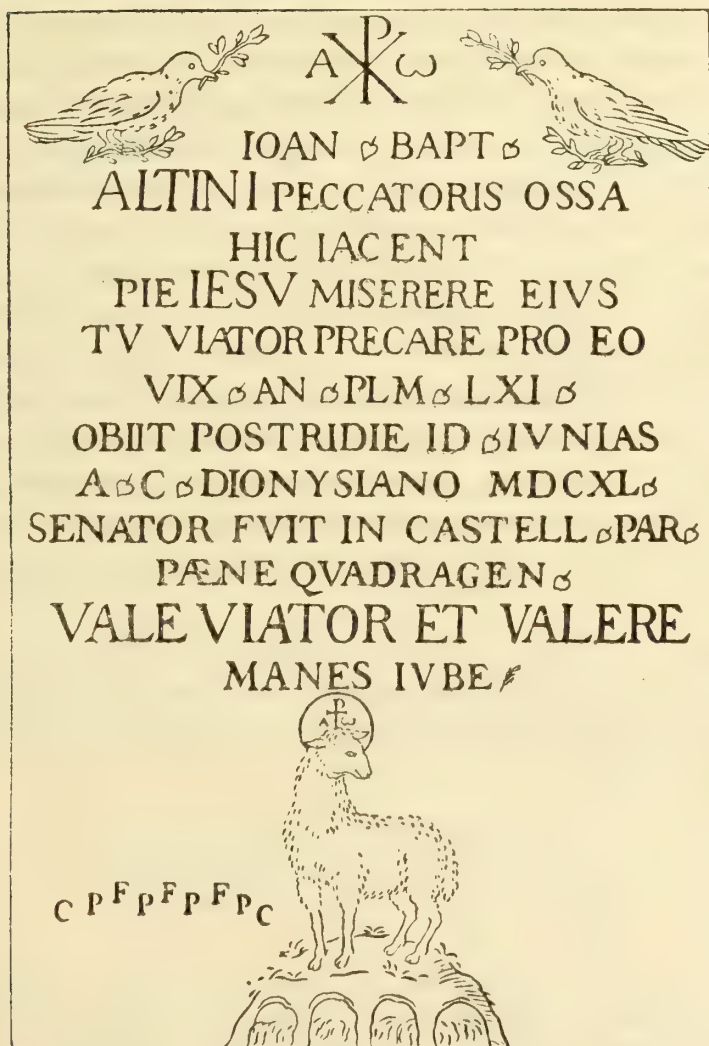 Α☧ω
IOAN BAPT
ALTINI PECCATORIS OSSA
HIC IACENT
PIE IESV MISERERE EIVS
TV VIATOR PRECARE PRO EO
VIX AN PLM LXI
OBIIT POSTRIDIE ID IVNIAS
A C DIONYSIANO MDCXL
SENATOR FVIT IN CASTELL PAR
PÆNE QVADRAGEN
VALE VIATOR ET VALERE
MANES IVBE
Α☧ω
C P F P F P F P C